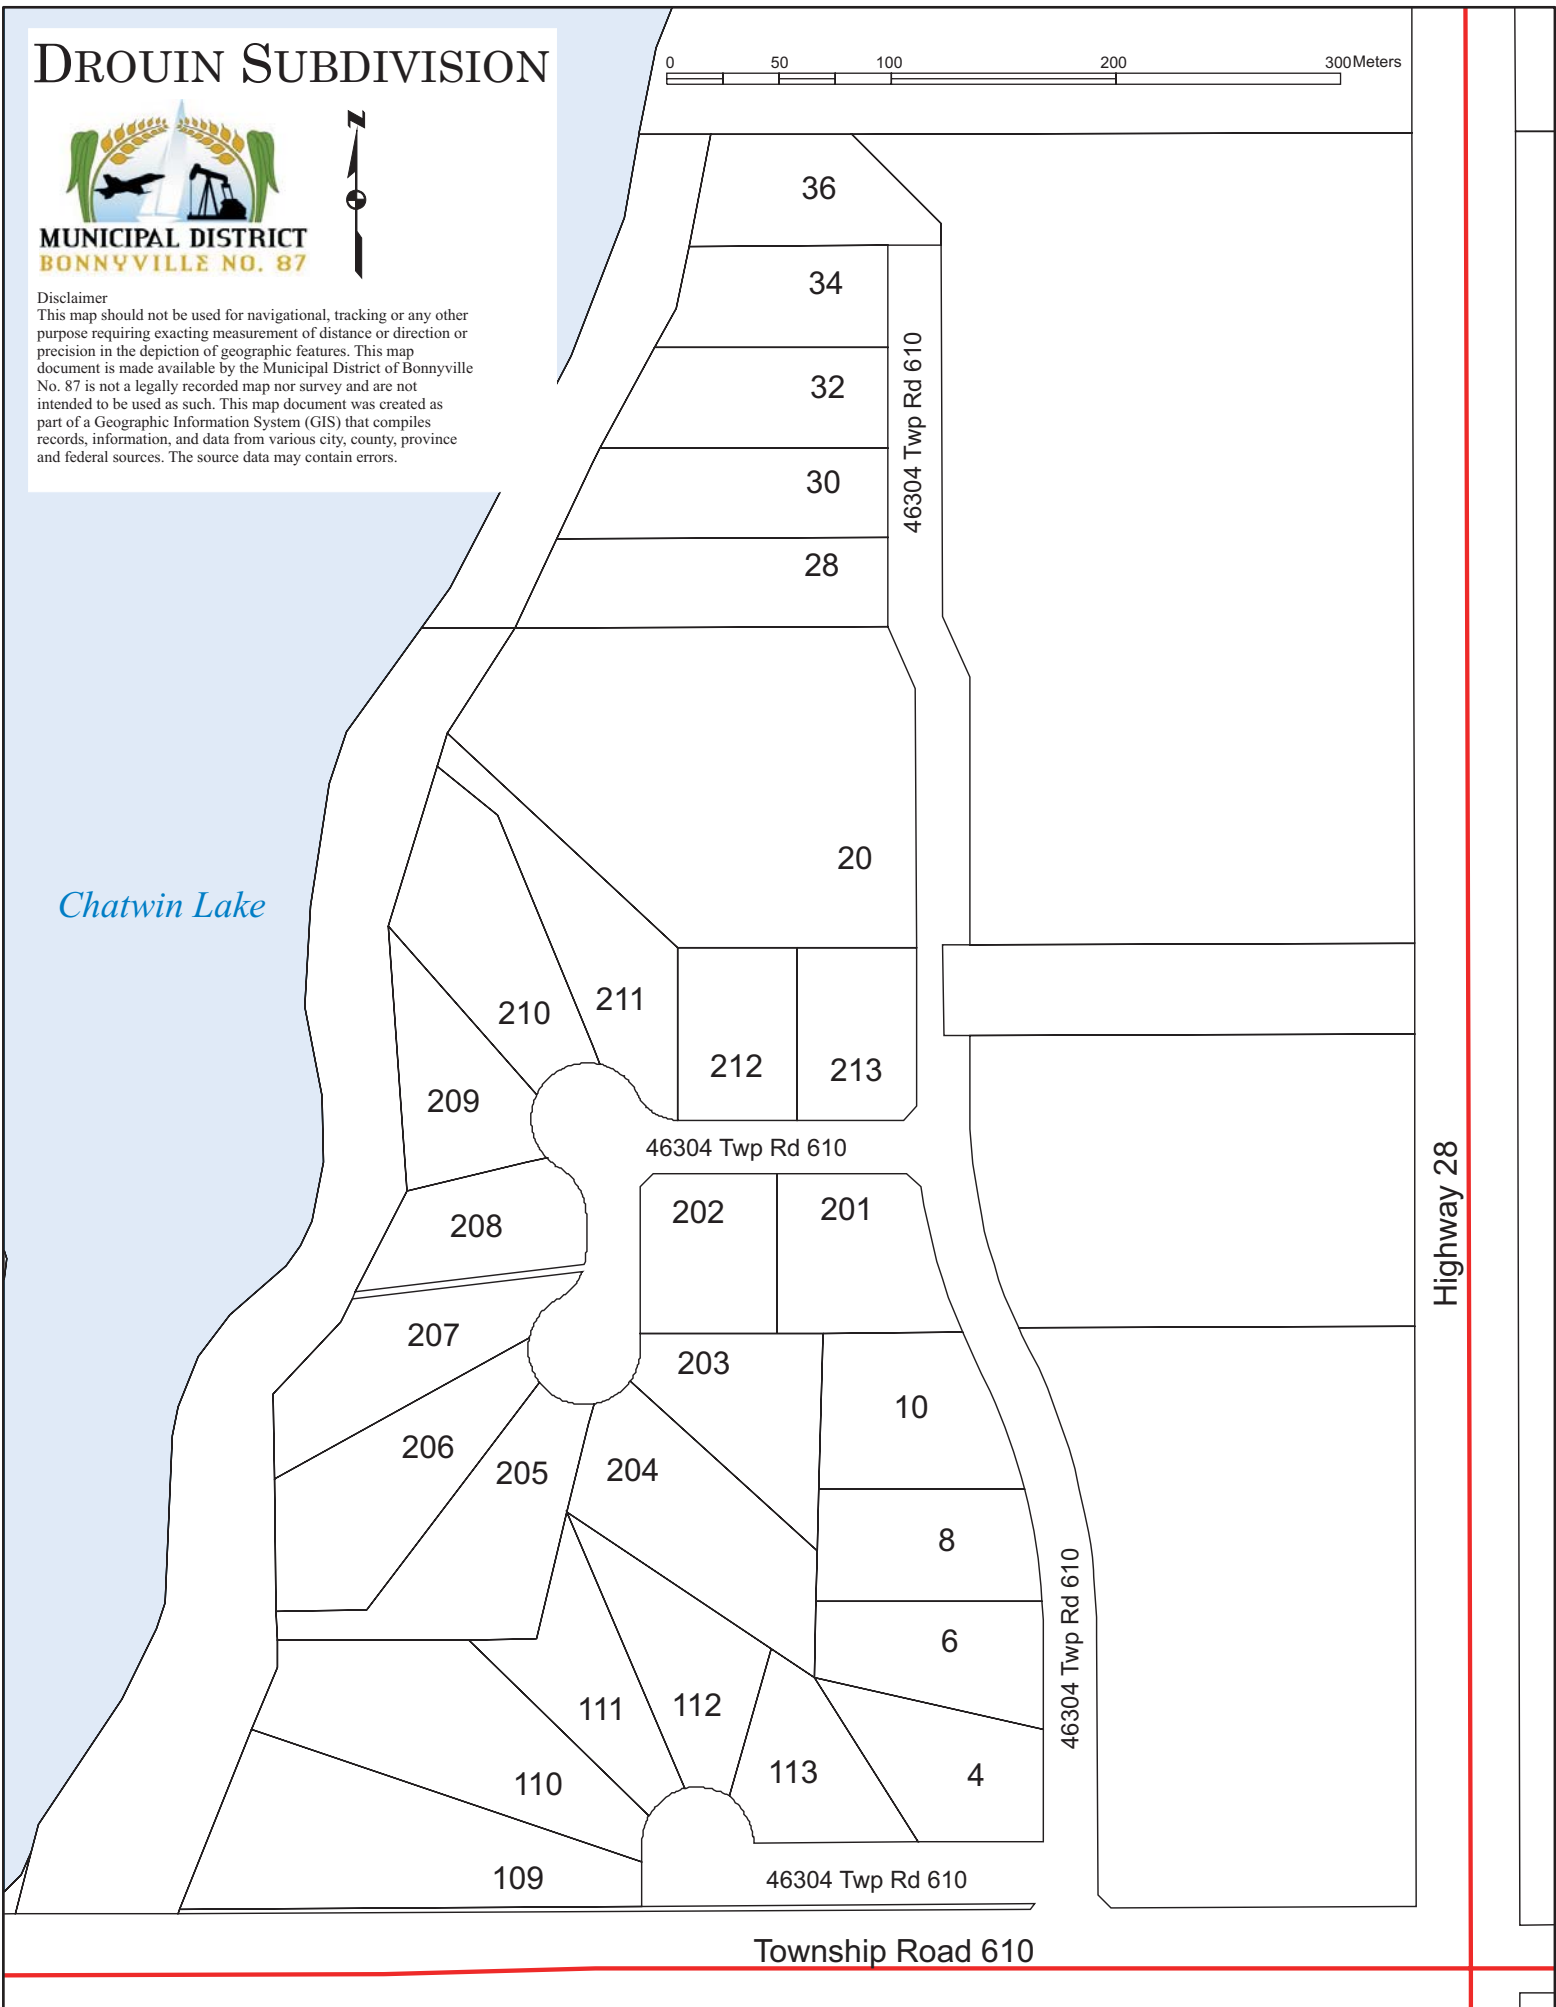 DROUIN SUBDIVISION
N
MUNICIPAL DISTRICT
BONNYVILLE NO. 87
Disclaimer
This map should not be used for navigational, tracking or any other
purpose requiring exacting measurement of distance or direction or
precision in the depiction of geographic features. This map
document is made available by the Municipal District of Bonnyville
No. 87 is not a legally recorded map nor survey and are not
intended to be used as such. This map document was created as
part of a Geographic Information System (GIS) that compiles
records, information, and data from various city, county, province
and federal sources. The source data may contain errors.
0 50 100 200 300 Meters
36
34
32
30
28
46304 Twp Rd 610
20
Chatwin Lake
210
211
212
213
209
46304 Twp Rd 610
208
202
201
Highway 28
207
203
10
206
205
204
8
6
46304 Twp Rd 610
111
112
113
4
110
109
46304 Twp Rd 610
Township Road 610